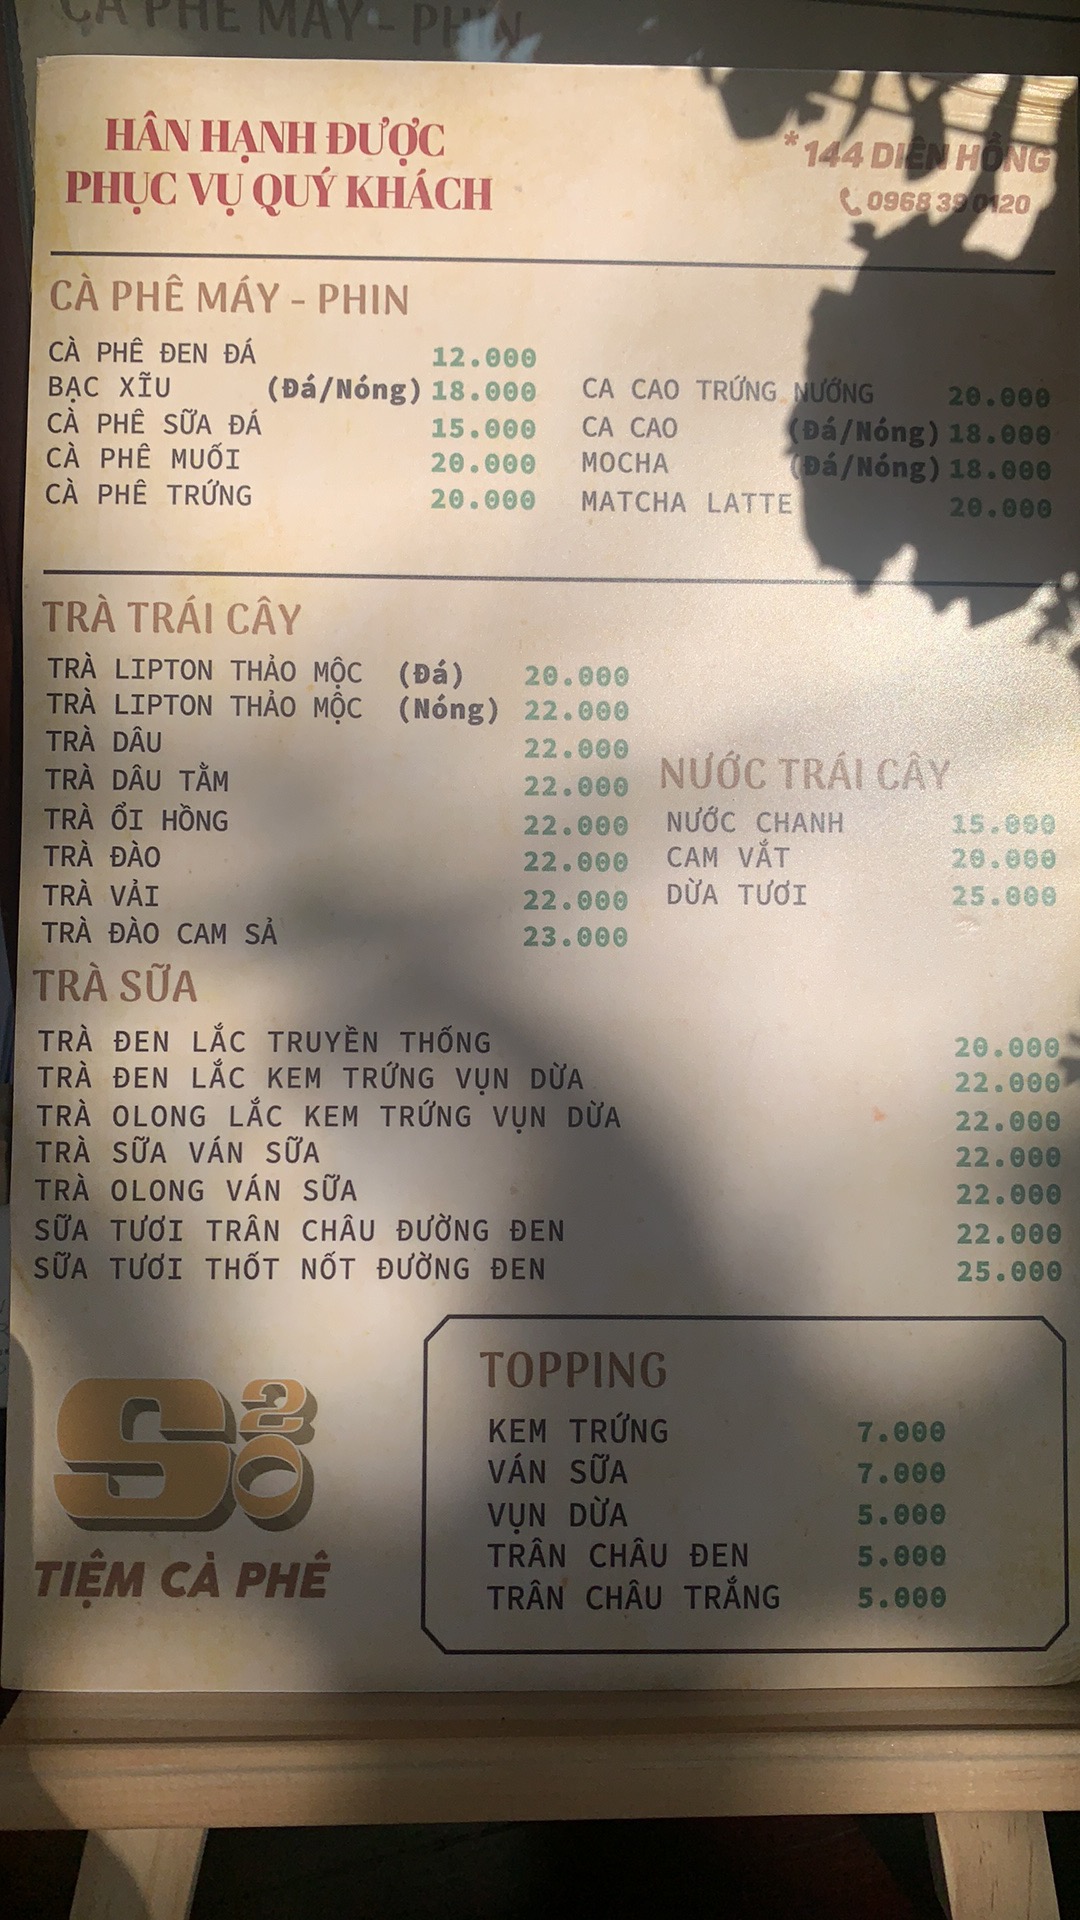 CÀ PHÊ MÁY - PHIN
HÂN HẠNH ĐƯỢC
PHỤC VỤ QUÝ KHÁCH
*144 DIÊN HỒNG
0968 39 0120
CÀ PHÊ MÁY - PHIN
CÀ PHÊ ĐEN ĐÁ 12.000
BẠC XĨU (Đá/Nóng) 18.000
CÀ PHÊ SỮA ĐÁ 15.000
CÀ PHÊ MUỐI 20.000
CÀ PHÊ TRỨNG 20.000
CA CAO TRỨNG NƯỚNG 20.000
CA CAO (Đá/Nóng) 18.000
MOCHA (Đá/Nóng) 18.000
MATCHA LATTE 20.000
TRÀ TRÁI CÂY
TRÀ LIPTON THẢO MỘC (Đá) 20.000
TRÀ LIPTON THẢO MỘC (Nóng) 22.000
TRÀ DÂU 22.000
TRÀ DÂU TẰM 22.000
TRÀ ỔI HỒNG 22.000
TRÀ ĐÀO 22.000
TRÀ VẢI 22.000
TRÀ ĐÀO CAM SẢ 23.000
NƯỚC TRÁI CÂY
NƯỚC CHANH 15.000
CAM VẮT 20.000
DỪA TƯƠI 25.000
TRÀ SỮA
TRÀ ĐEN LẮC TRUYỀN THỐNG 20.000
TRÀ ĐEN LẮC KEM TRỨNG VỤN DỪA 22.000
TRÀ OLONG LẮC KEM TRỨNG VỤN DỪA 22.000
TRÀ SỮA VÁN SỮA 22.000
TRÀ OLONG VÁN SỮA 22.000
SỮA TƯƠI TRÂN CHÂU ĐƯỜNG ĐEN 22.000
SỮA TƯƠI THỐT NỐT ĐƯỜNG ĐEN 25.000
S20
TIỆM CÀ PHÊ
TOPPING
KEM TRỨNG 7.000
VÁN SỮA 7.000
VỤN DỪA 5.000
TRÂN CHÂU ĐEN 5.000
TRÂN CHÂU TRẮNG 5.000